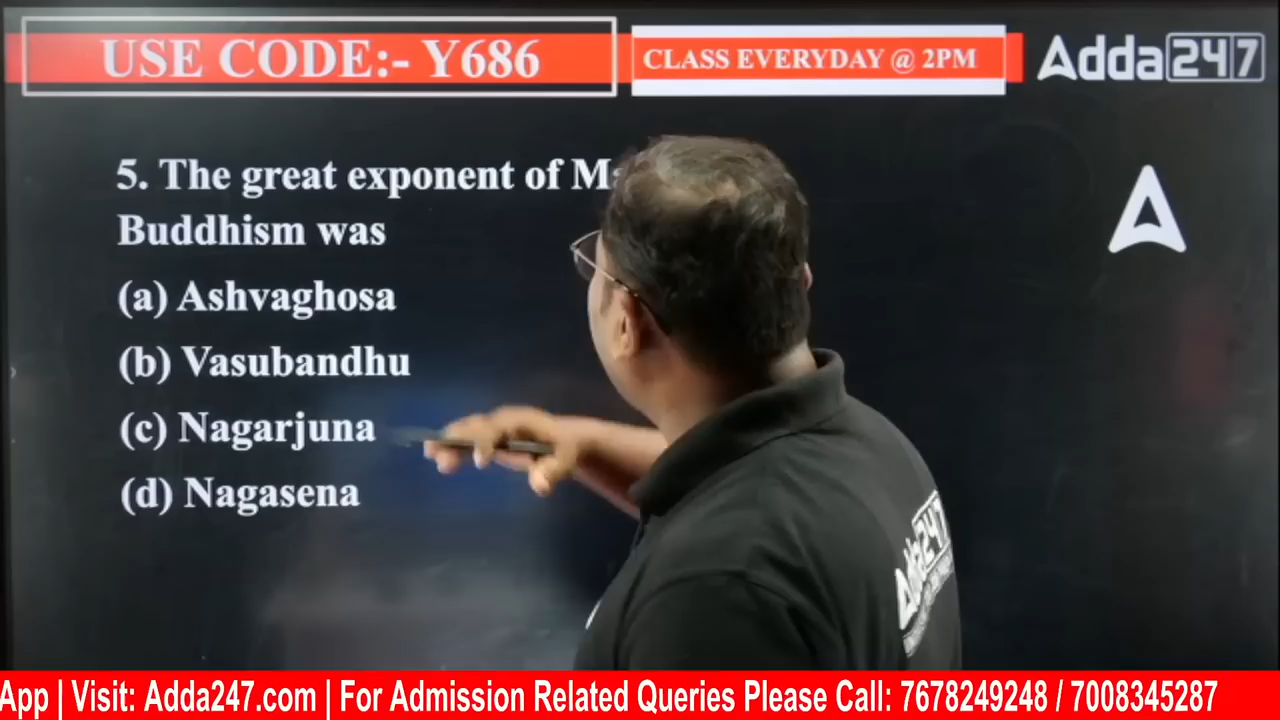 USE CODE:- Y686
CLASS EVERYDAY @ 2PM
Adda247
5. The great exponent of
Buddhism was
(a) Ashvaghosa
(b) Vasubandhu
(c) Nagarjuna
(d) Nagasena
Adda247
App | Visit: Adda247.com | For Admission Related Queries Please Call: 7678249248 / 7008345287